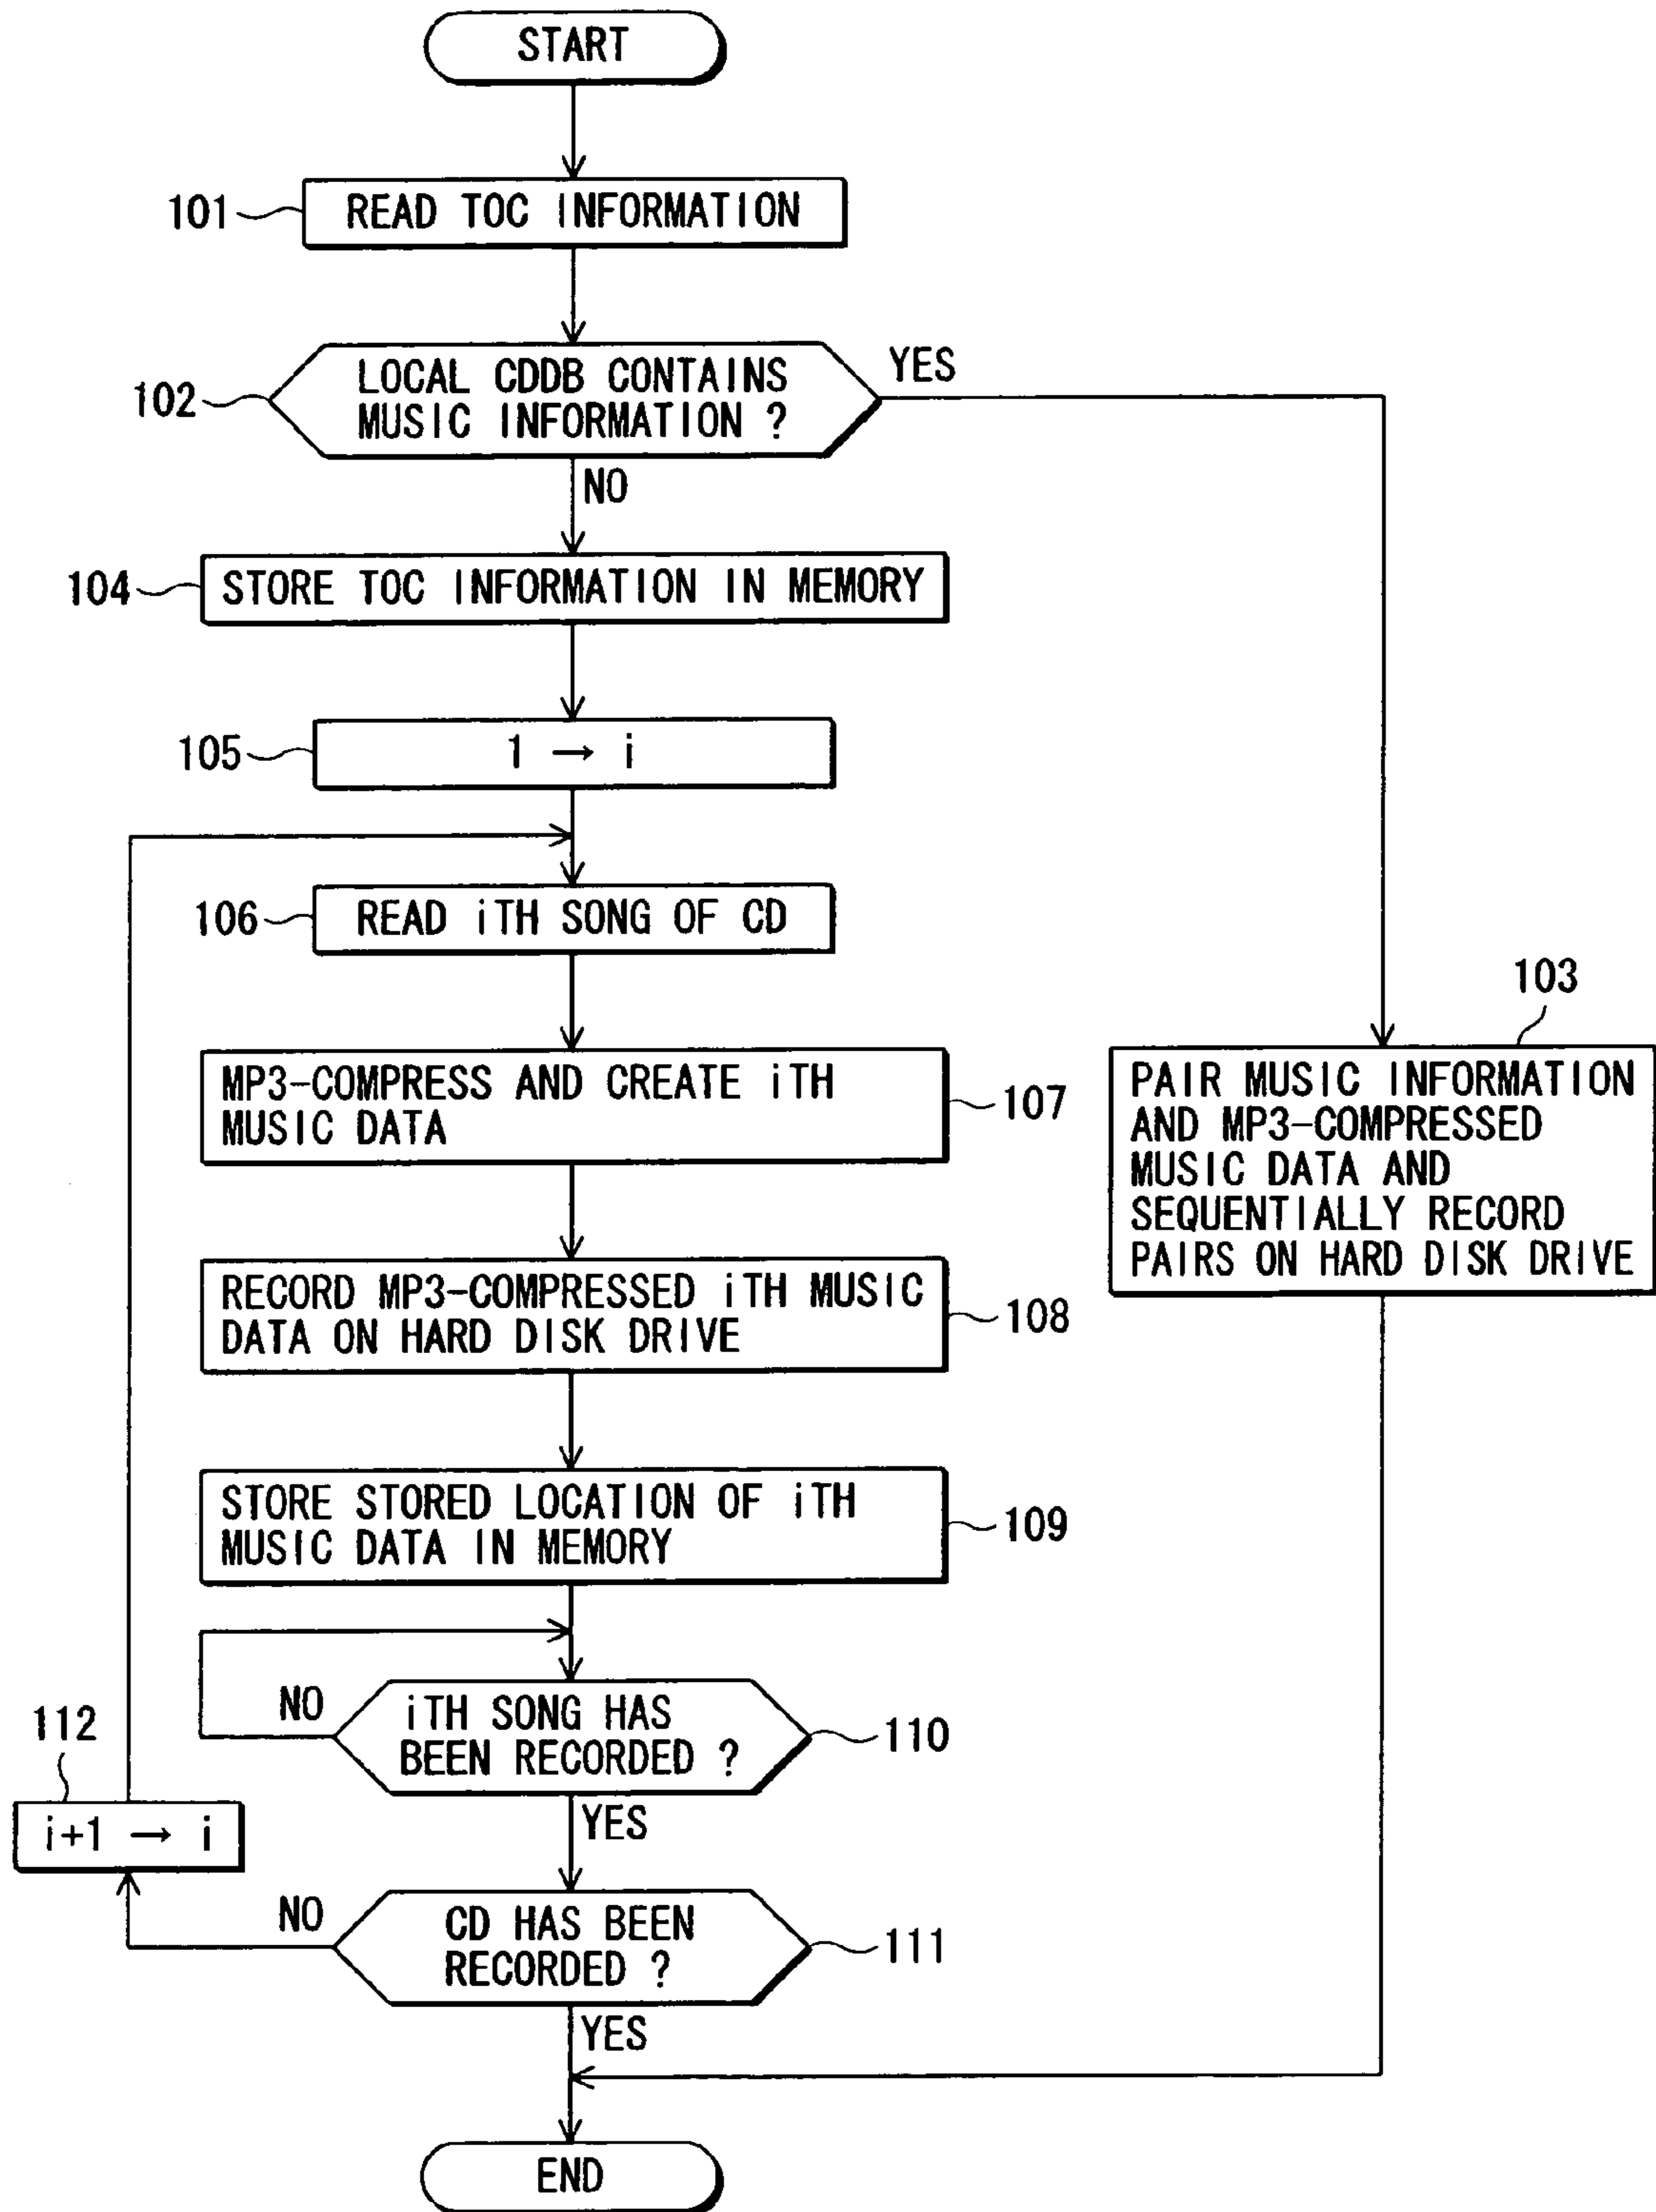 START
101
READ TOC INFORMATION
102
LOCAL CDDB CONTAINS
MUSIC INFORMATION ?
YES
NO
104
STORE TOC INFORMATION IN MEMORY
105
1 → i
106
READ iTH SONG OF CD
103
PAIR MUSIC INFORMATION
AND MP3-COMPRESSED
MUSIC DATA AND
SEQUENTIALLY RECORD
PAIRS ON HARD DISK DRIVE
MP3-COMPRESS AND CREATE iTH
MUSIC DATA
107
RECORD MP3-COMPRESSED iTH MUSIC
DATA ON HARD DISK DRIVE
108
STORE STORED LOCATION OF iTH
MUSIC DATA IN MEMORY
109
NO
iTH SONG HAS
BEEN RECORDED ?
110
112
i+1 → i
YES
NO
CD HAS BEEN
RECORDED ?
111
YES
END